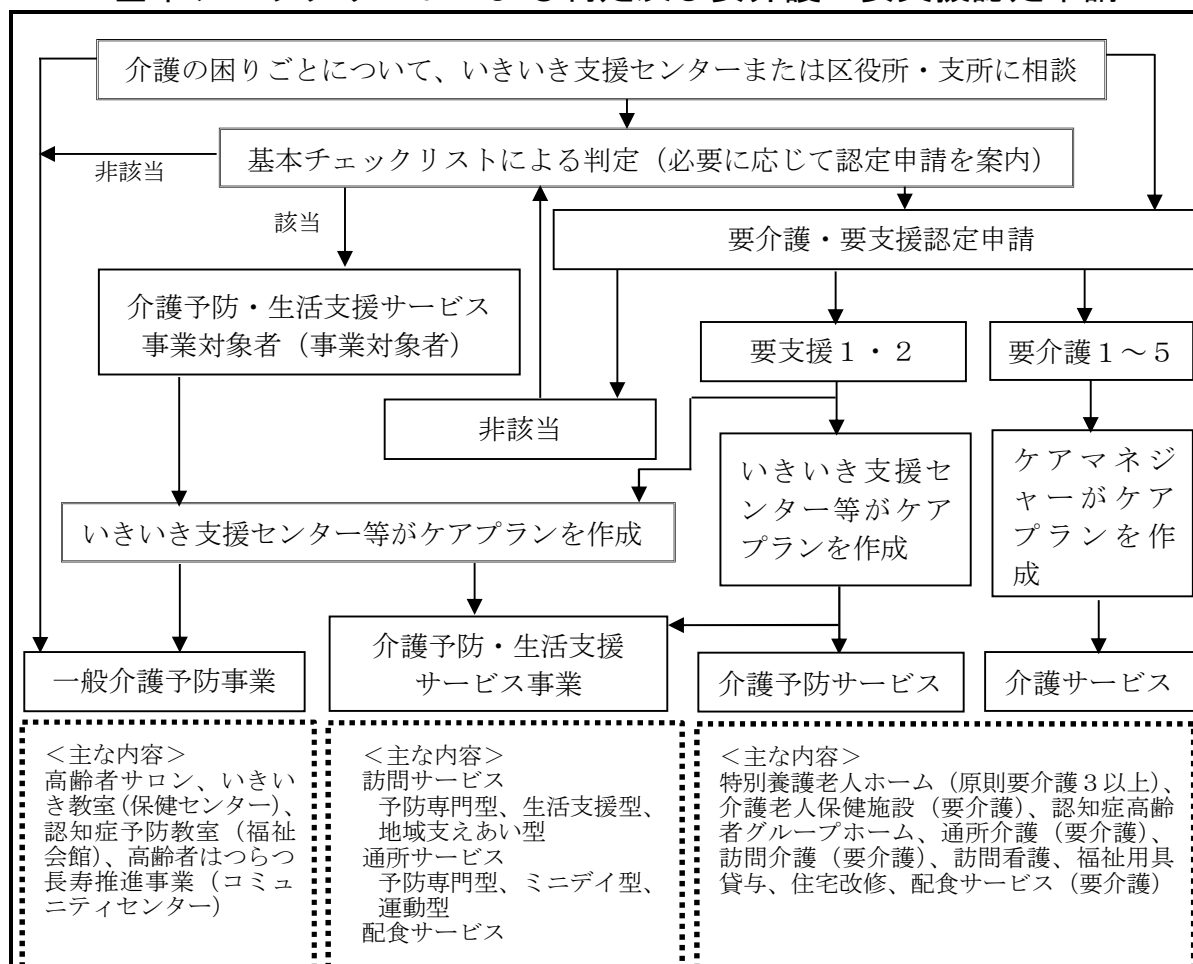 介護の困りごとについて、いきいき支援センターまたは区役所・支所に相談
基本チェックリストによる判定（必要に応じて認定申請を案内）
非該当
該当
要介護・要支援認定申請
介護予防・生活支援サービス
事業対象者（事業対象者）
要支援１・２
要介護１～５
非該当
いきいき支援センター等がケアプランを作成
いきいき支援セ
ンター等がケア
プランを作成
ケアマネジ
ャーがケア
プランを作
成
一般介護予防事業
介護予防・生活支援
サービス事業
介護予防サービス
介護サービス
＜主な内容＞
高齢者サロン、いきい
き教室(保健センター)、
認知症予防教室（福祉
会館）、高齢者はつらつ
長寿推進事業（コミュ
ニティセンター）
＜主な内容＞
訪問サービス
予防専門型、生活支援型、
地域支えあい型
通所サービス
予防専門型、ミニデイ型、
運動型
配食サービス
＜主な内容＞
特別養護老人ホーム（原則要介護３以上）、
介護老人保健施設（要介護）、認知症高齢
者グループホーム、通所介護（要介護）、
訪問介護（要介護）、訪問看護、福祉用具
貸与、住宅改修、配食サービス（要介護）